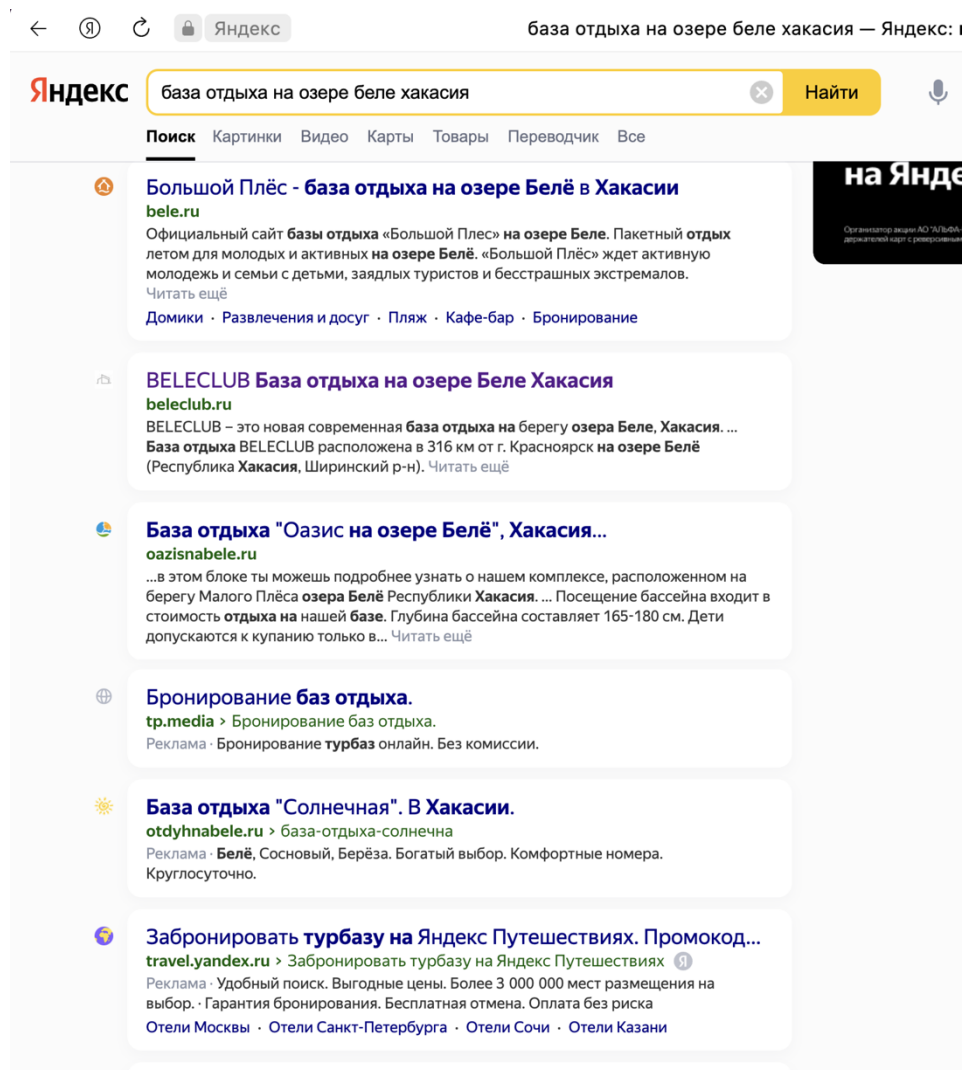 Яндекс
база отдыха на озере беле хакасия — Яндекс:
Яндекс
база отдыха на озере беле хакасия
Найти
Поиск Картинки Видео Карты Товары Переводчик Все
на Янде
Организатор акции АО "АЛЬФА-
держателей карт с реверсивным
Большой Плёс - база отдыха на озере Белё в Хакасии
bele.ru
Официальный сайт базы отдыха «Большой Плес» на озере Беле. Пакетный отдых
летом для молодых и активных на озере Белё. «Большой Плёс» ждет активную
молодежь и семьи с детьми, заядлых туристов и бесстрашных экстремалов.
Читать ещё
Домики · Развлечения и досуг · Пляж · Кафе-бар · Бронирование
BELECLUB База отдыха на озере Беле Хакасия
beleclub.ru
BELECLUB – это новая современная база отдыха на берегу озера Беле, Хакасия. ...
База отдыха BELECLUB расположена в 316 км от г. Красноярск на озере Белё
(Республика Хакасия, Ширинский р-н). Читать ещё
База отдыха "Оазис на озере Белё", Хакасия...
oazisnabele.ru
...в этом блоке ты можешь подробнее узнать о нашем комплексе, расположенном на
берегу Малого Плёса озера Белё Республики Хакасия. ... Посещение бассейна входит в
стоимость отдыха на нашей базе. Глубина бассейна составляет 165-180 см. Дети
допускаются к купанию только в... Читать ещё
Бронирование баз отдыха.
tp.media › Бронирование баз отдыха.
Реклама · Бронирование турбаз онлайн. Без комиссии.
База отдыха "Солнечная". В Хакасии.
otdyhnabele.ru › база-отдыха-солнечна
Реклама · Белё, Сосновый, Берёза. Богатый выбор. Комфортные номера.
Круглосуточно.
Забронировать турбазу на Яндекс Путешествиях. Промокод...
travel.yandex.ru › Забронировать турбазу на Яндекс Путешествиях
Реклама · Удобный поиск. Выгодные цены. Более 3 000 000 мест размещения на
выбор. · Гарантия бронирования. Бесплатная отмена. Оплата без риска
Отели Москвы · Отели Санкт-Петербурга · Отели Сочи · Отели Казани